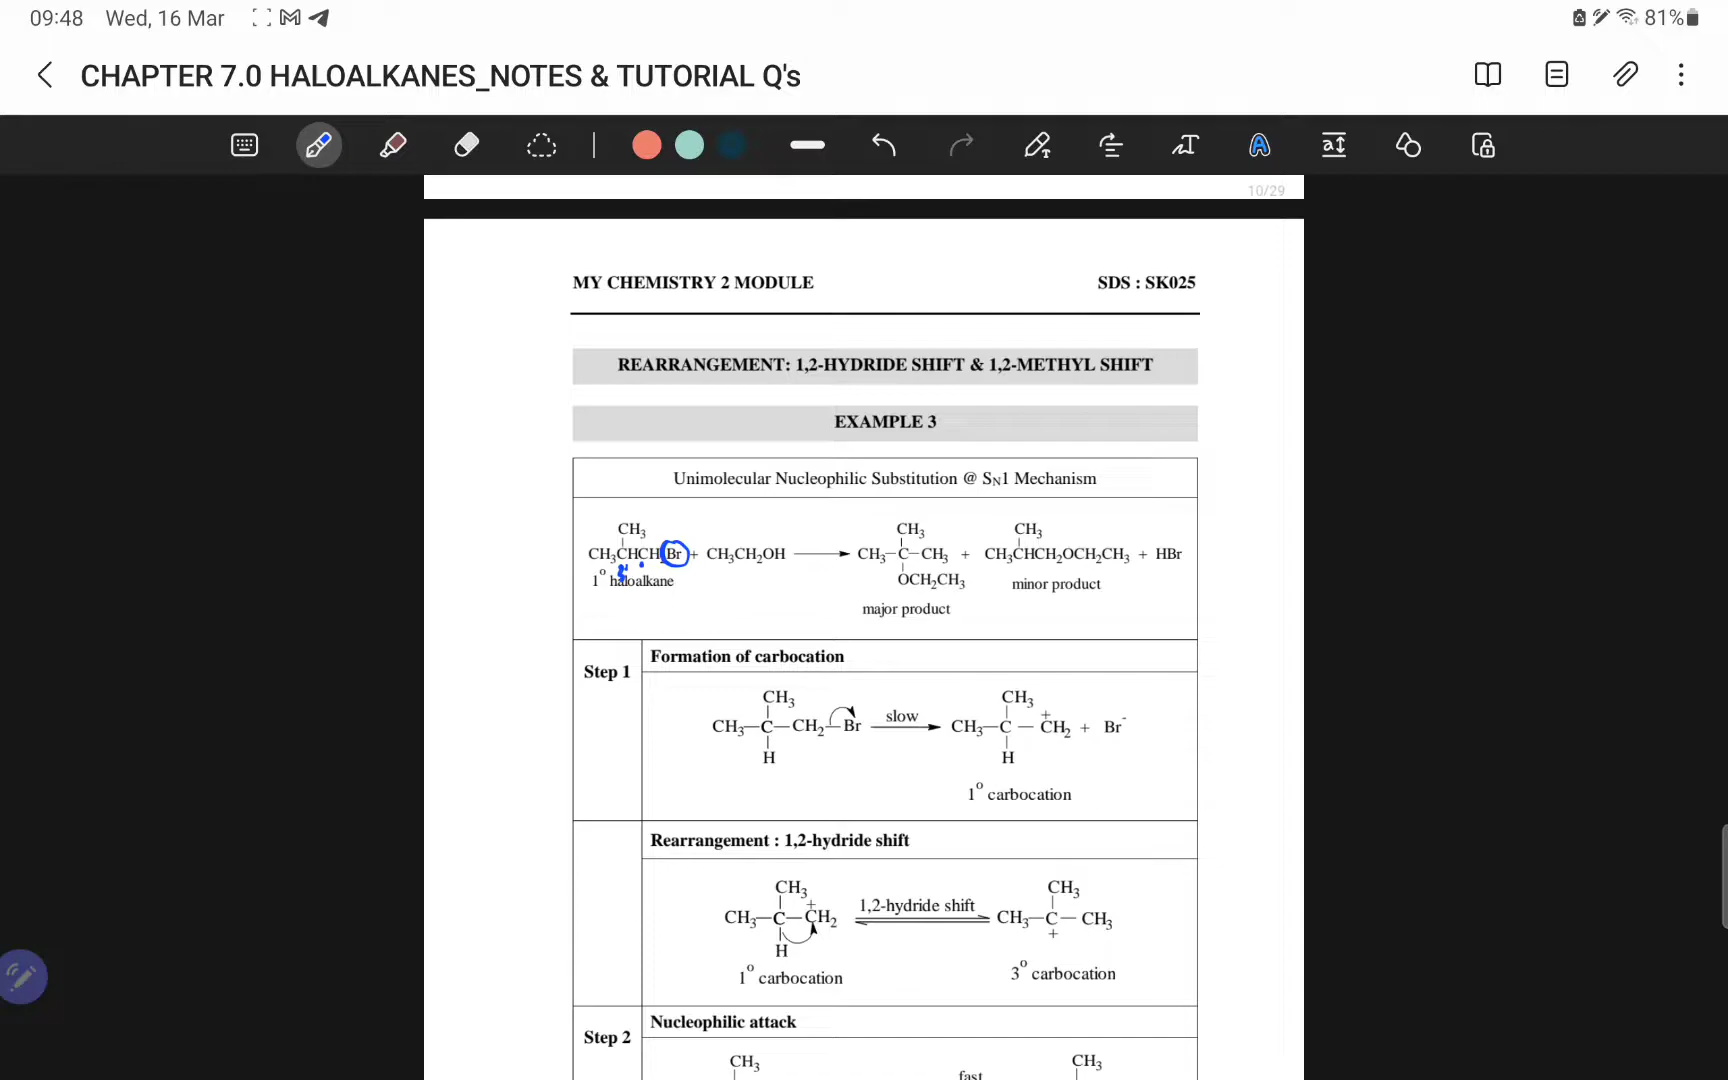 09:48 Wed, 16 Mar 81%
CHAPTER 7.0 HALOALKANES_NOTES & TUTORIAL Q's
10/29
MY CHEMISTRY 2 MODULE SDS : SK025
REARRANGEMENT: 1,2-HYDRIDE SHIFT & 1,2-METHYL SHIFT
EXAMPLE 3
Unimolecular Nucleophilic Substitution @ SN1 Mechanism
CH3 CH3 CH3
CH3CHCH2Br + CH3CH2OH CH3–C–CH3 + CH3CHCH2OCH2CH3 + HBr
1° haloalkane OCH2CH3 minor product
major product
Step 1 Formation of carbocation
CH3 CH3
CH3–C–CH2–Br slow CH3–C–CH2 + Br-
+
H H
1° carbocation
Rearrangement : 1,2-hydride shift
CH3 CH3
+
CH3–C–CH2 1,2-hydride shift CH3–C–CH3
+
H
1° carbocation 3° carbocation
Step 2 Nucleophilic attack
CH3 CH3
fast